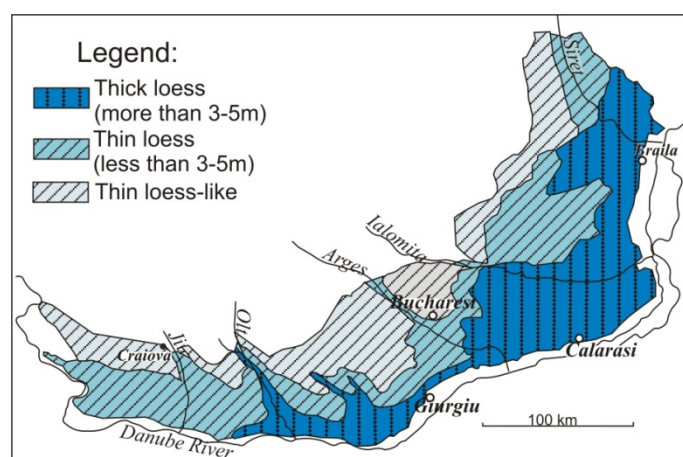 Legend:
Thick loess
(more than 3-5m)
Thin loess
(less than 3-5m)
Thin loess-like
Siret
Braila
Ialomita
Arges
Bucharesi
Olt
Jiu
Craiova
Calarasi
Giurgiu
Danube River
100 km